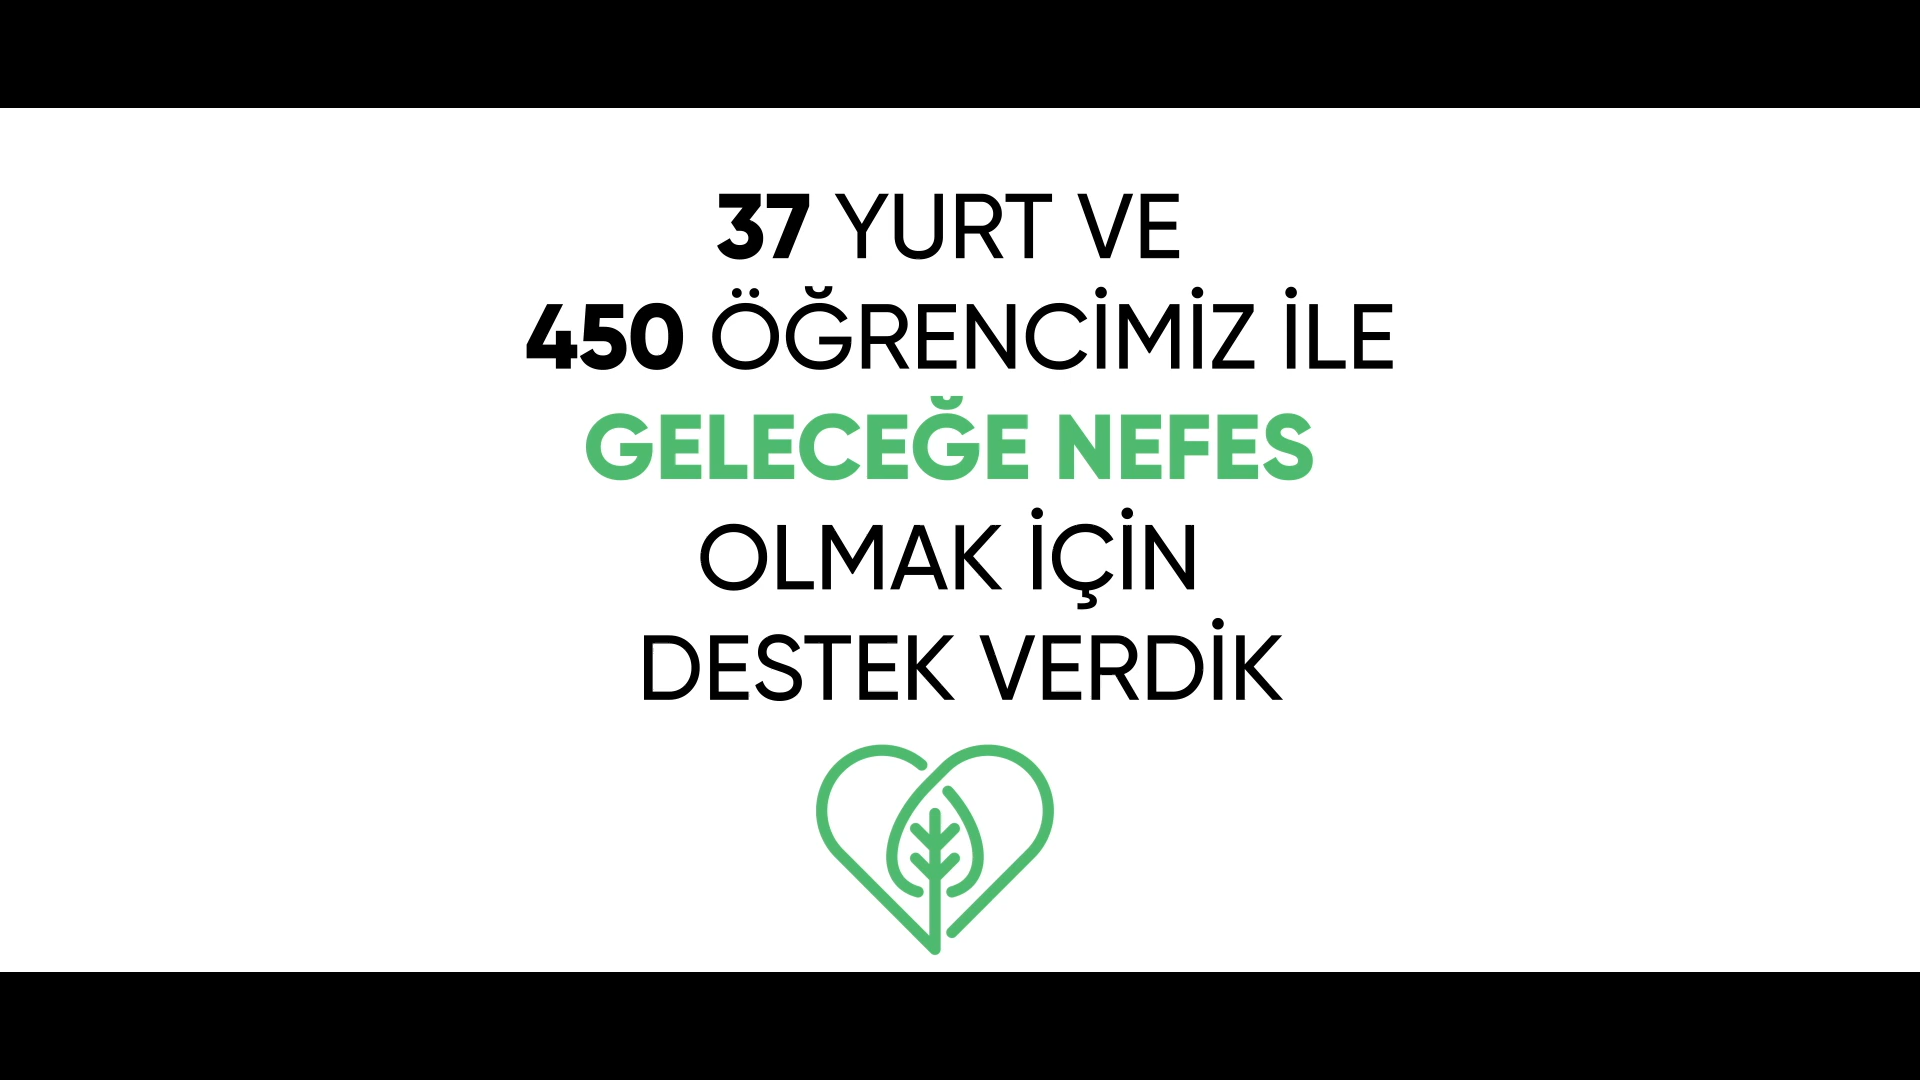 37 YURT VE
450 ÖĞRENCİMİZ İLE
GELECEĞE NEFES
OLMAK İÇİN
DESTEK VERDİK